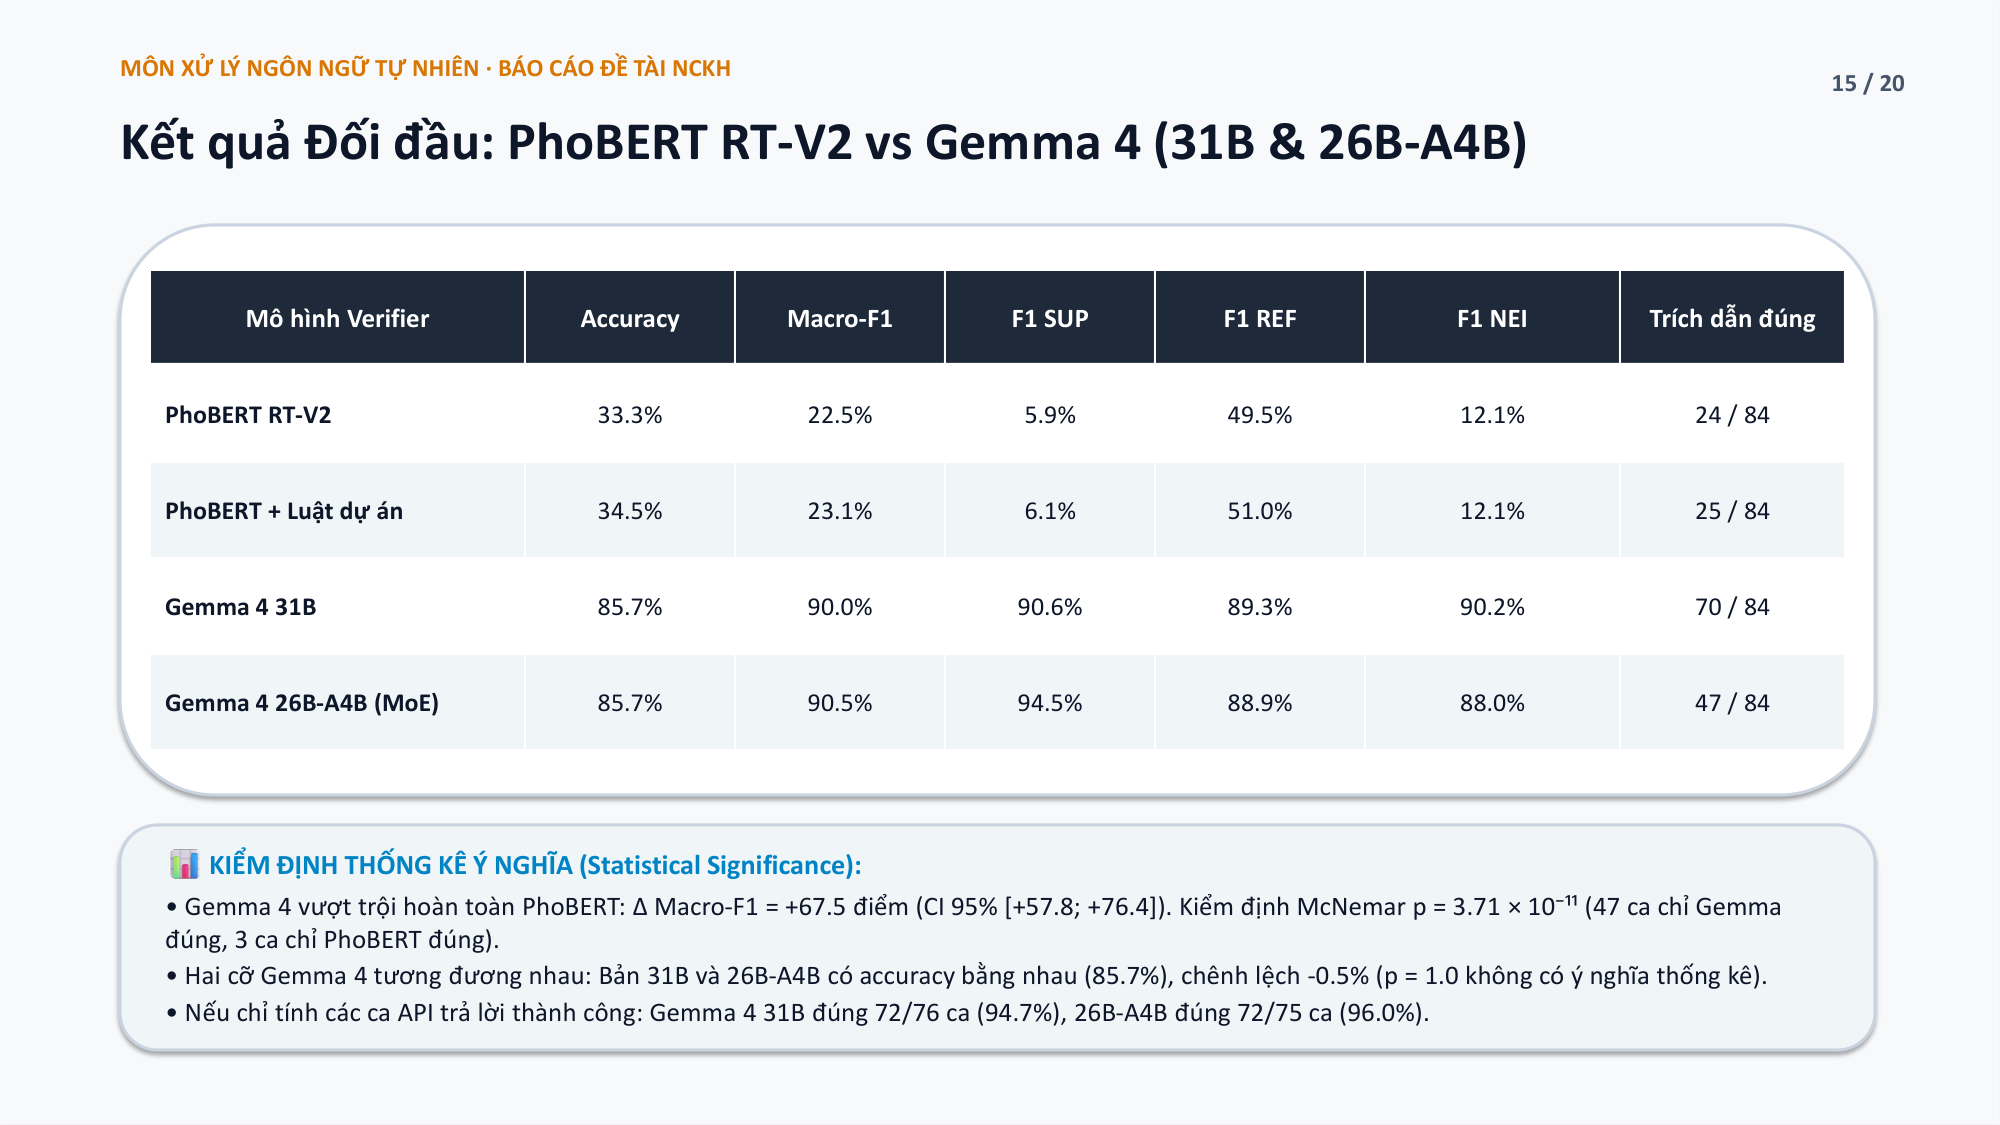 MÔN XỬ LÝ NGÔN NGỮ TỰ NHIÊN · BÁO CÁO ĐỀ TÀI NCKH
15 / 20
Kết quả Đối đầu: PhoBERT RT-V2 vs Gemma 4 (31B & 26B-A4B)
Mô hình Verifier Accuracy Macro-F1 F1 SUP F1 REF F1 NEI Trích dẫn đúng
PhoBERT RT-V2 33.3% 22.5% 5.9% 49.5% 12.1% 24 / 84
PhoBERT + Luật dự án 34.5% 23.1% 6.1% 51.0% 12.1% 25 / 84
Gemma 4 31B 85.7% 90.0% 90.6% 89.3% 90.2% 70 / 84
Gemma 4 26B-A4B (MoE) 85.7% 90.5% 94.5% 88.9% 88.0% 47 / 84
📊 KIỂM ĐỊNH THỐNG KÊ Ý NGHĨA (Statistical Significance):
• Gemma 4 vượt trội hoàn toàn PhoBERT: Δ Macro-F1 = +67.5 điểm (CI 95% [+57.8; +76.4]). Kiểm định McNemar p = 3.71 × 10⁻¹¹ (47 ca chỉ Gemma
đúng, 3 ca chỉ PhoBERT đúng).
• Hai cỡ Gemma 4 tương đương nhau: Bản 31B và 26B-A4B có accuracy bằng nhau (85.7%), chênh lệch -0.5% (p = 1.0 không có ý nghĩa thống kê).
• Nếu chỉ tính các ca API trả lời thành công: Gemma 4 31B đúng 72/76 ca (94.7%), 26B-A4B đúng 72/75 ca (96.0%).